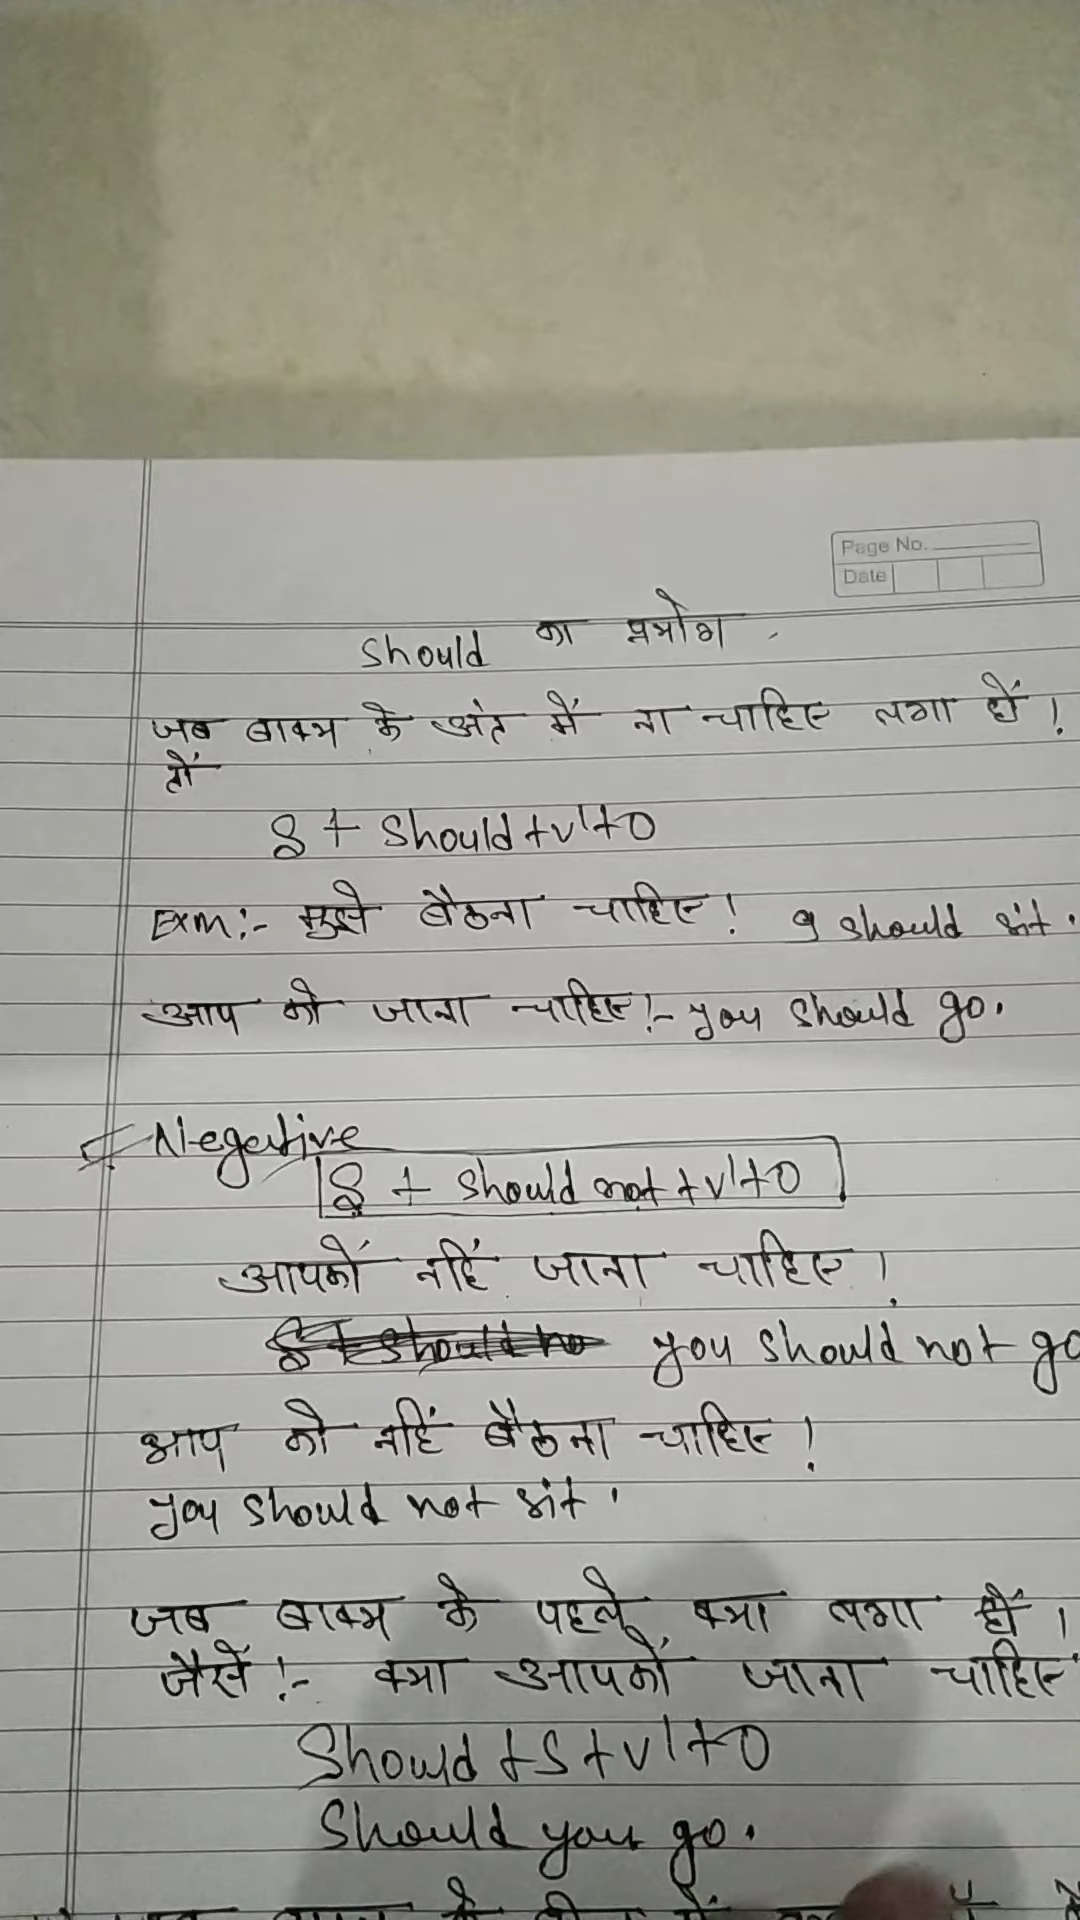 Page No.
Date
should का प्रयोग
जब वाक्य के अंत में ना चाहिए लगा हों !
तों
S + should + v1 + O
Exm:- मुझे बैठना चाहिए ! I should sit.
आप को जाना चाहिए !- you should go.
Negative
S + should not + v1 + O
आपकों नहिं जाना चाहिए !
you should not go
आप को नहिं बैठना चाहिए !
you should not sit.
जब वाक्य के पहले क्या लगा हों ।
जैसें :- क्या आपकों जाना चाहिए
Should + S + v1 + O
Should you go.